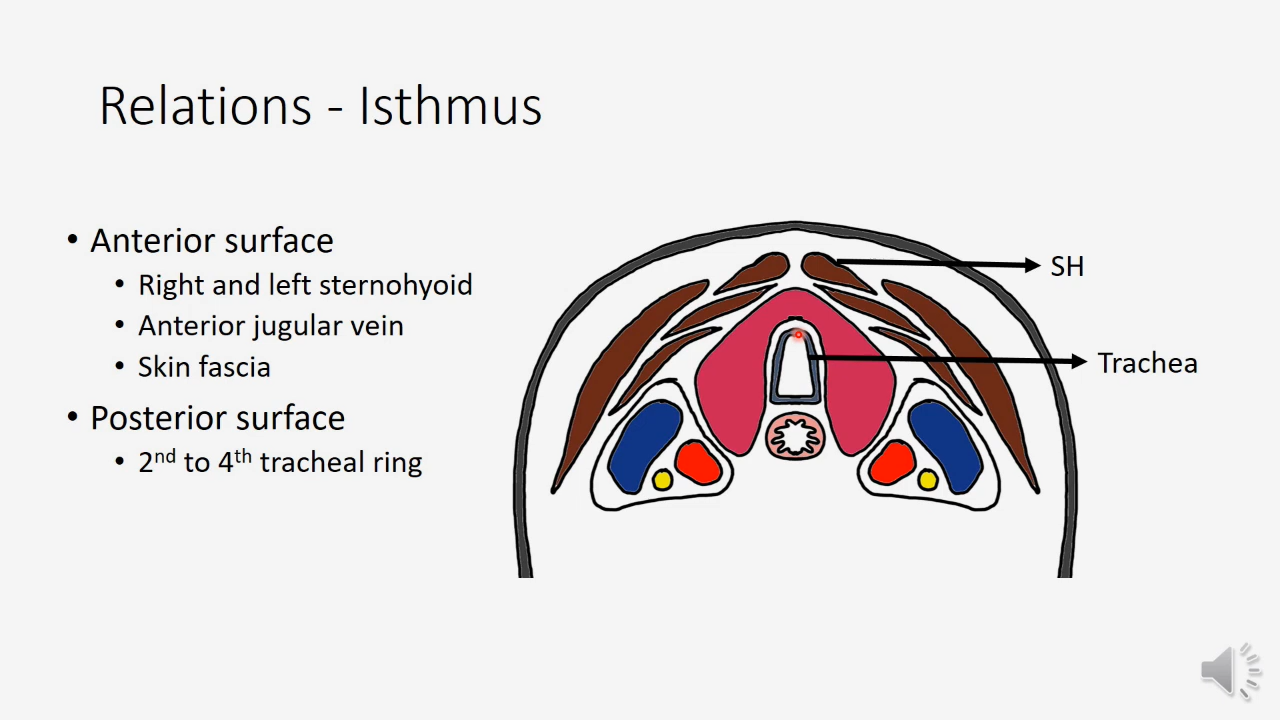 Relations - Isthmus
• Anterior surface
• Right and left sternohyoid
• Anterior jugular vein
• Skin fascia
• Posterior surface
• 2nd to 4th tracheal ring
SH
Trachea